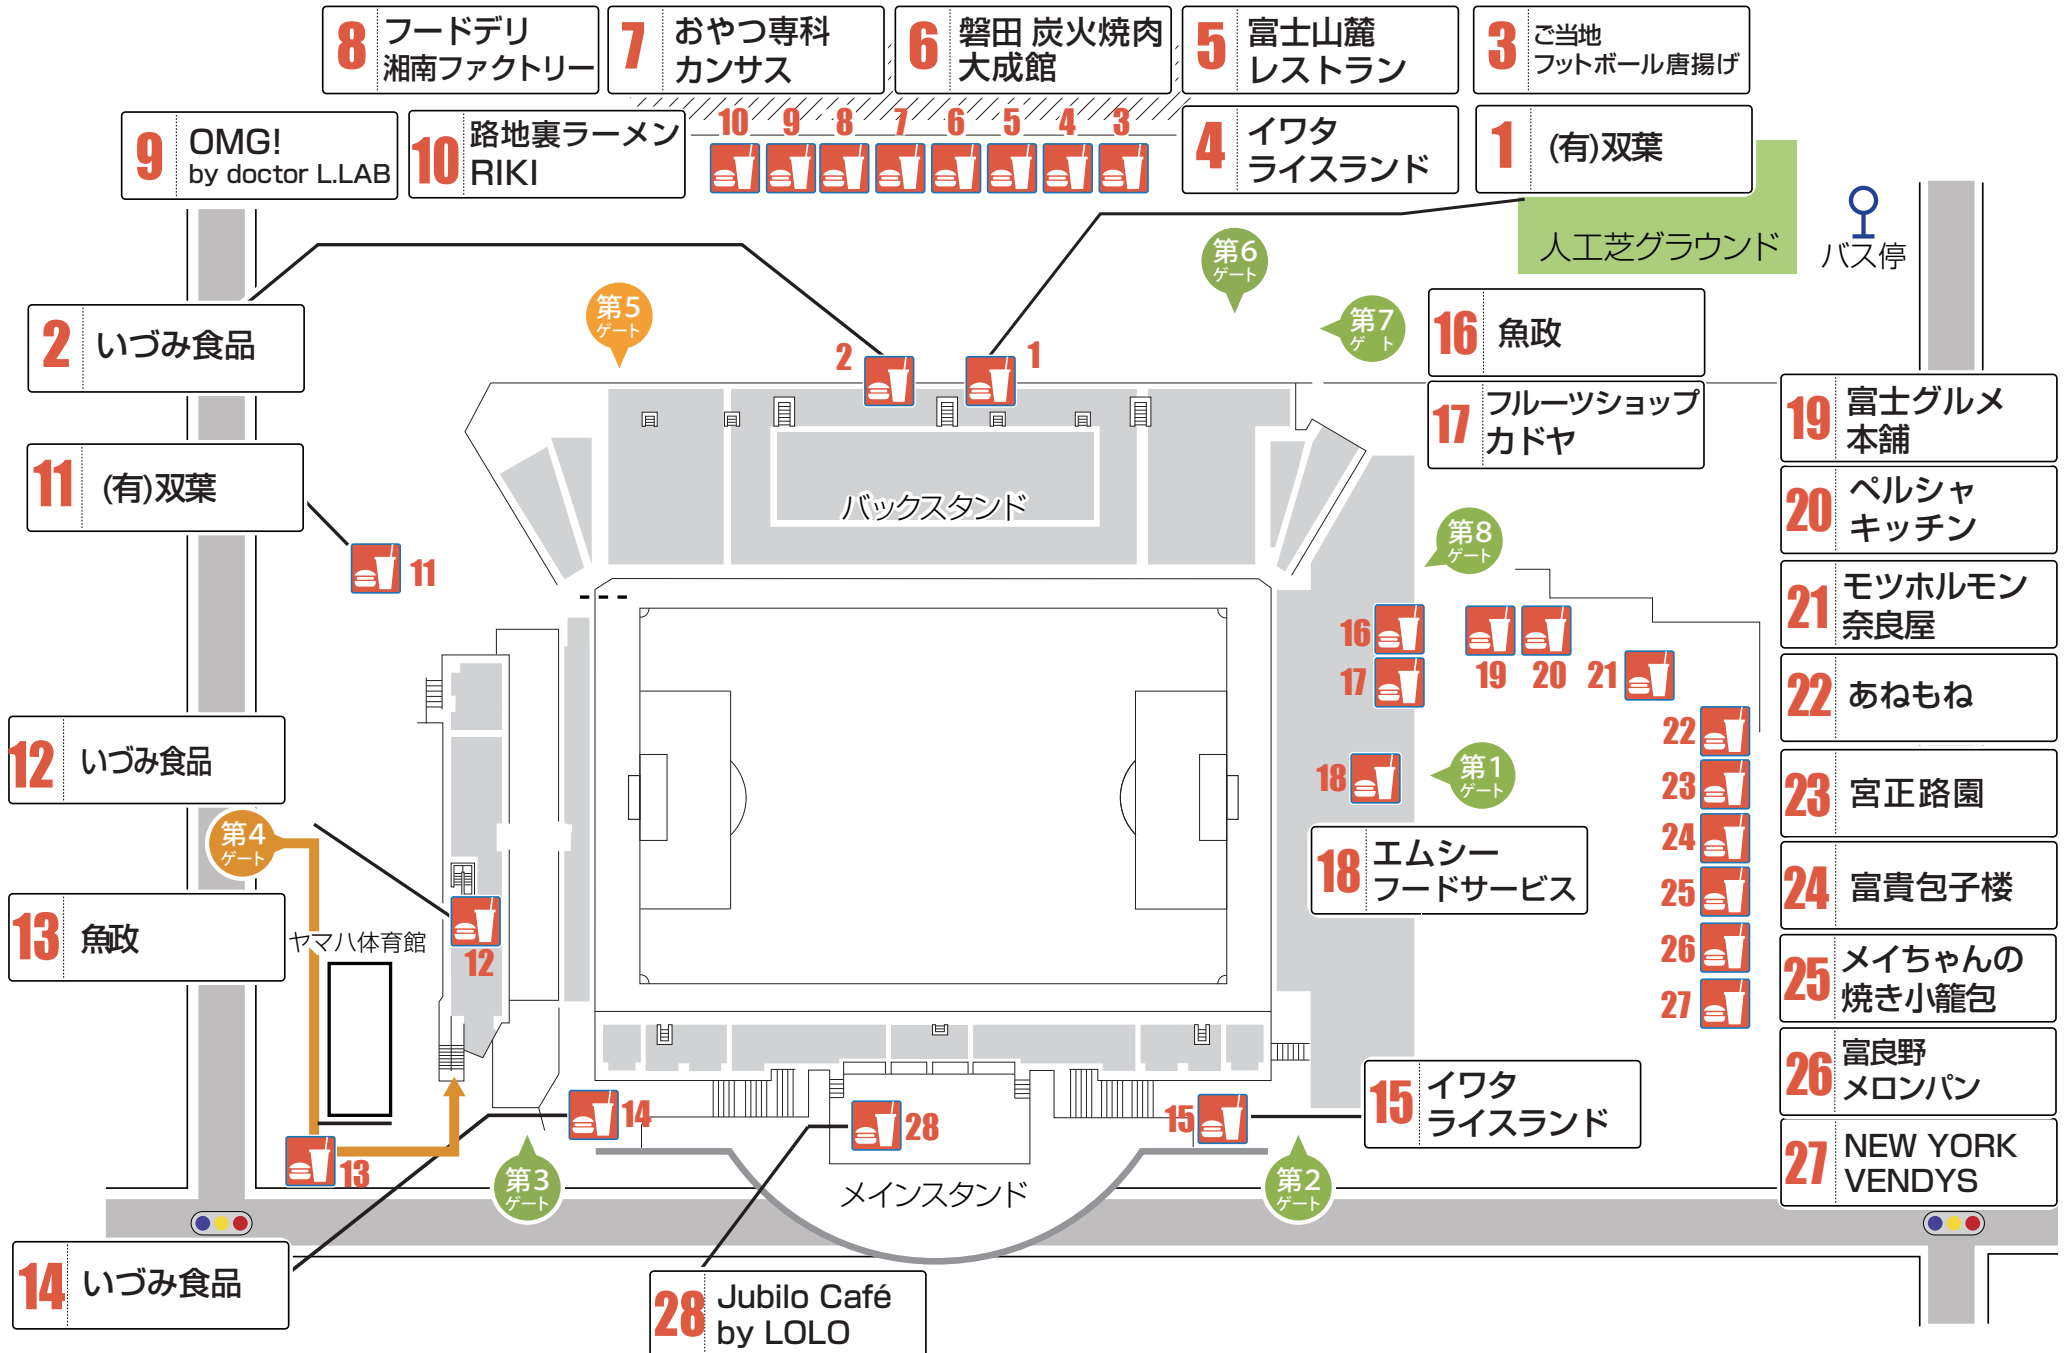 8
フードデリ
湘南ファクトリー
7
おやつ専科
カンサス
6
磐田 炭火焼肉
大成館
5
富士山麓
レストラン
3
ご当地
フットボール唐揚げ
9
OMG!
by doctor L.LAB
10
路地裏ラーメン
RIKI
10 9 8 7 6 5 4 3
4
イワタ
ライスランド
1
(有)双葉
人工芝グラウンド
バス停
第6
ゲート
第5
ゲート
第7
ゲート
2
いづみ食品
2
1
16
魚政
17
フルーツショップ
カドヤ
11
(有)双葉
11
バックスタンド
第8
ゲート
19
富士グルメ
本舗
20
ペルシャ
キッチン
21
モツホルモン
奈良屋
22
あねもね
23
宮正路園
24
富貴包子楼
25
メイちゃんの
焼き小籠包
26
富良野
メロンパン
27
NEW YORK
VENDYS
16
17
19
20
21
22
23
24
25
26
27
18
第1
ゲート
18
エムシー
フードサービス
12
いづみ食品
第4
ゲート
13
魚政
ヤマハ体育館
12
13
14
第3
ゲート
28
15
第2
ゲート
15
イワタ
ライスランド
メインスタンド
14
いづみ食品
28
Jubilo Café
by LOLO